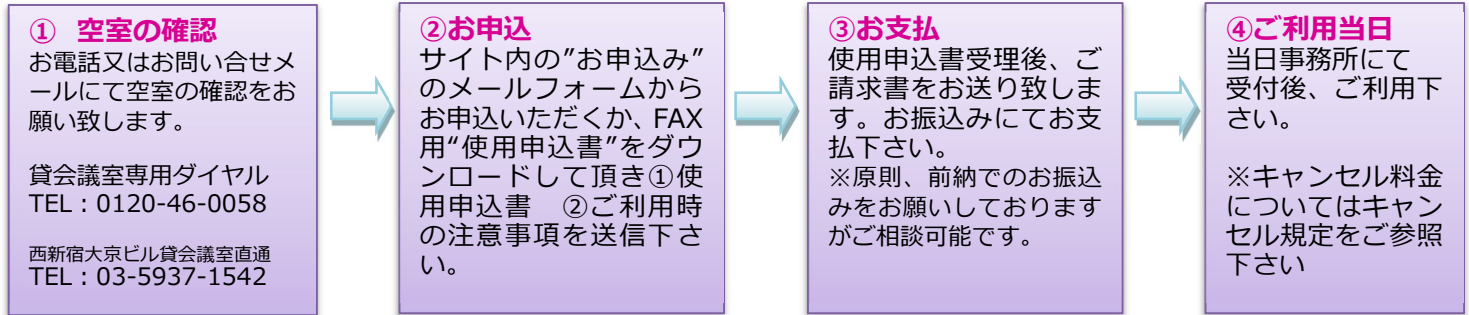 ① 空室の確認
お電話又はお問い合せメ
ールにて空室の確認をお
願い致します。
貸会議室専用ダイヤル
TEL：0120-46-0058
西新宿大京ビル貸会議室直通
TEL：03-5937-1542
②お申込
サイト内の”お申込み”
のメールフォームから
お申込いただくか、FAX
用“使用申込書”をダウ
ンロードして頂き①使
用申込書　②ご利用時
の注意事項を送信下さ
い。
③お支払
使用申込書受理後、ご
請求書をお送り致しま
す。お振込みにてお支
払下さい。
※原則、前納でのお振込
みをお願いしております
がご相談可能です。
④ご利用当日
当日事務所にて
受付後、ご利用下
さい。
※キャンセル料金
についてはキャン
セル規定をご参照
下さい